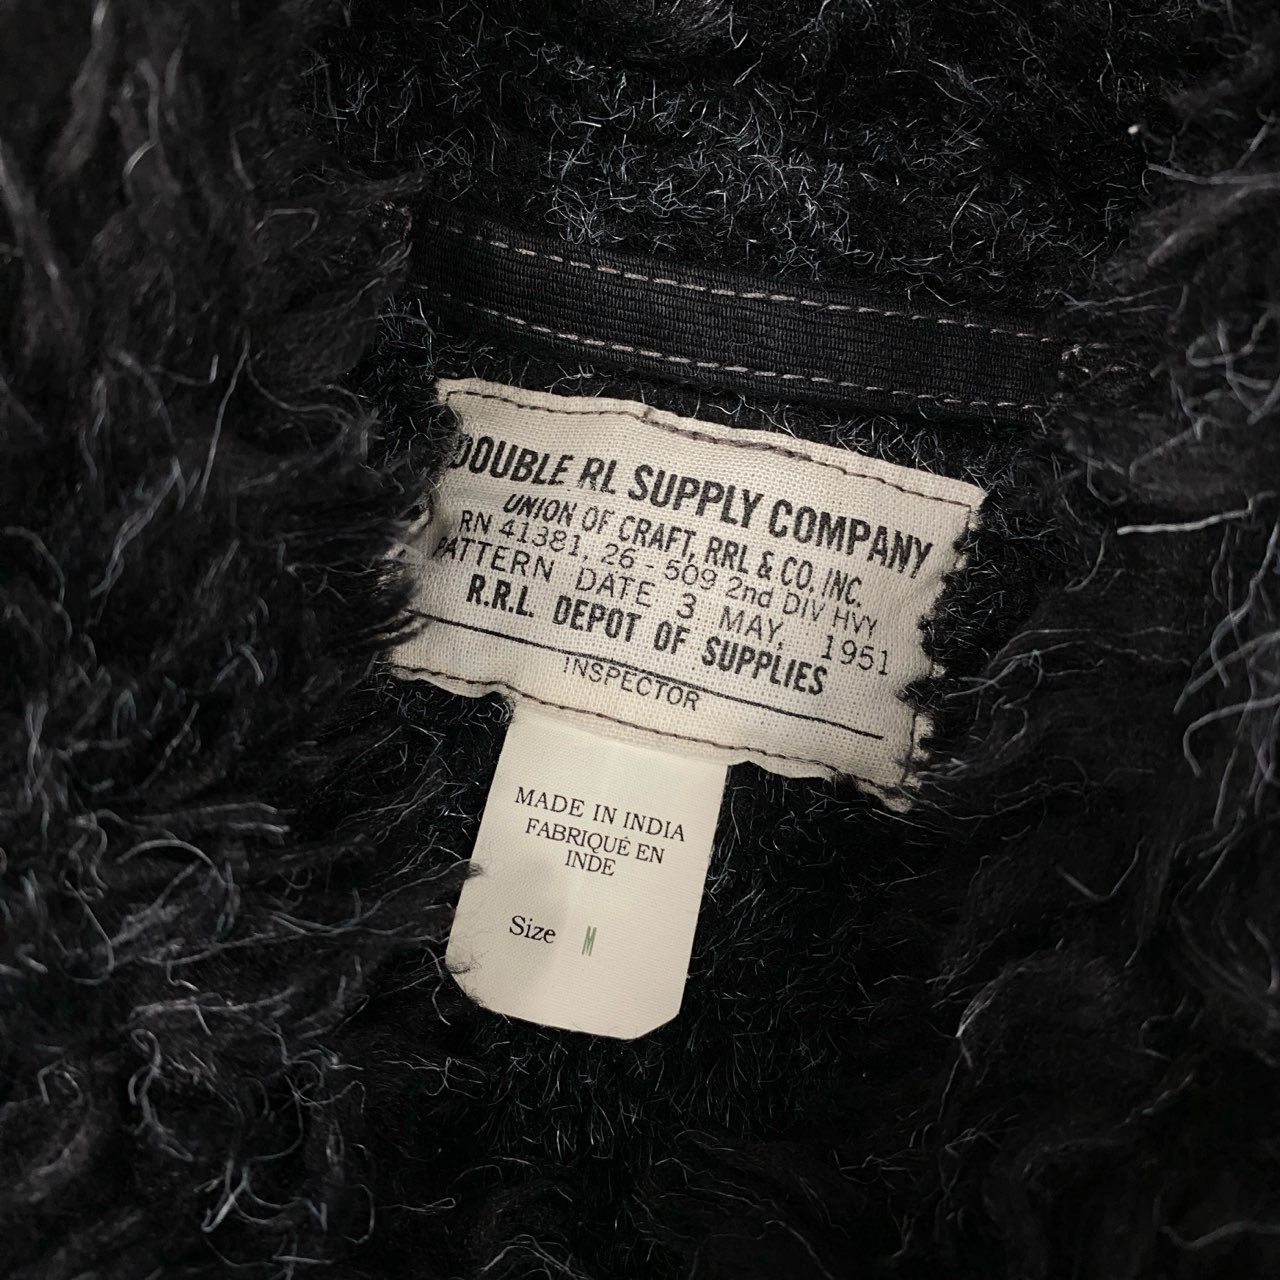 DOUBLE RL SUPPLY COMPANY
UNION OF CRAFT, RRL & CO. INC.
RN 41381, 26 - 509 2nd DIV HVY
PATTERN DATE 3 MAY, 1951
R.R.L. DEPOT OF SUPPLIES
INSPECTOR
MADE IN INDIA
FABRIQUÉ EN
INDE
Size M